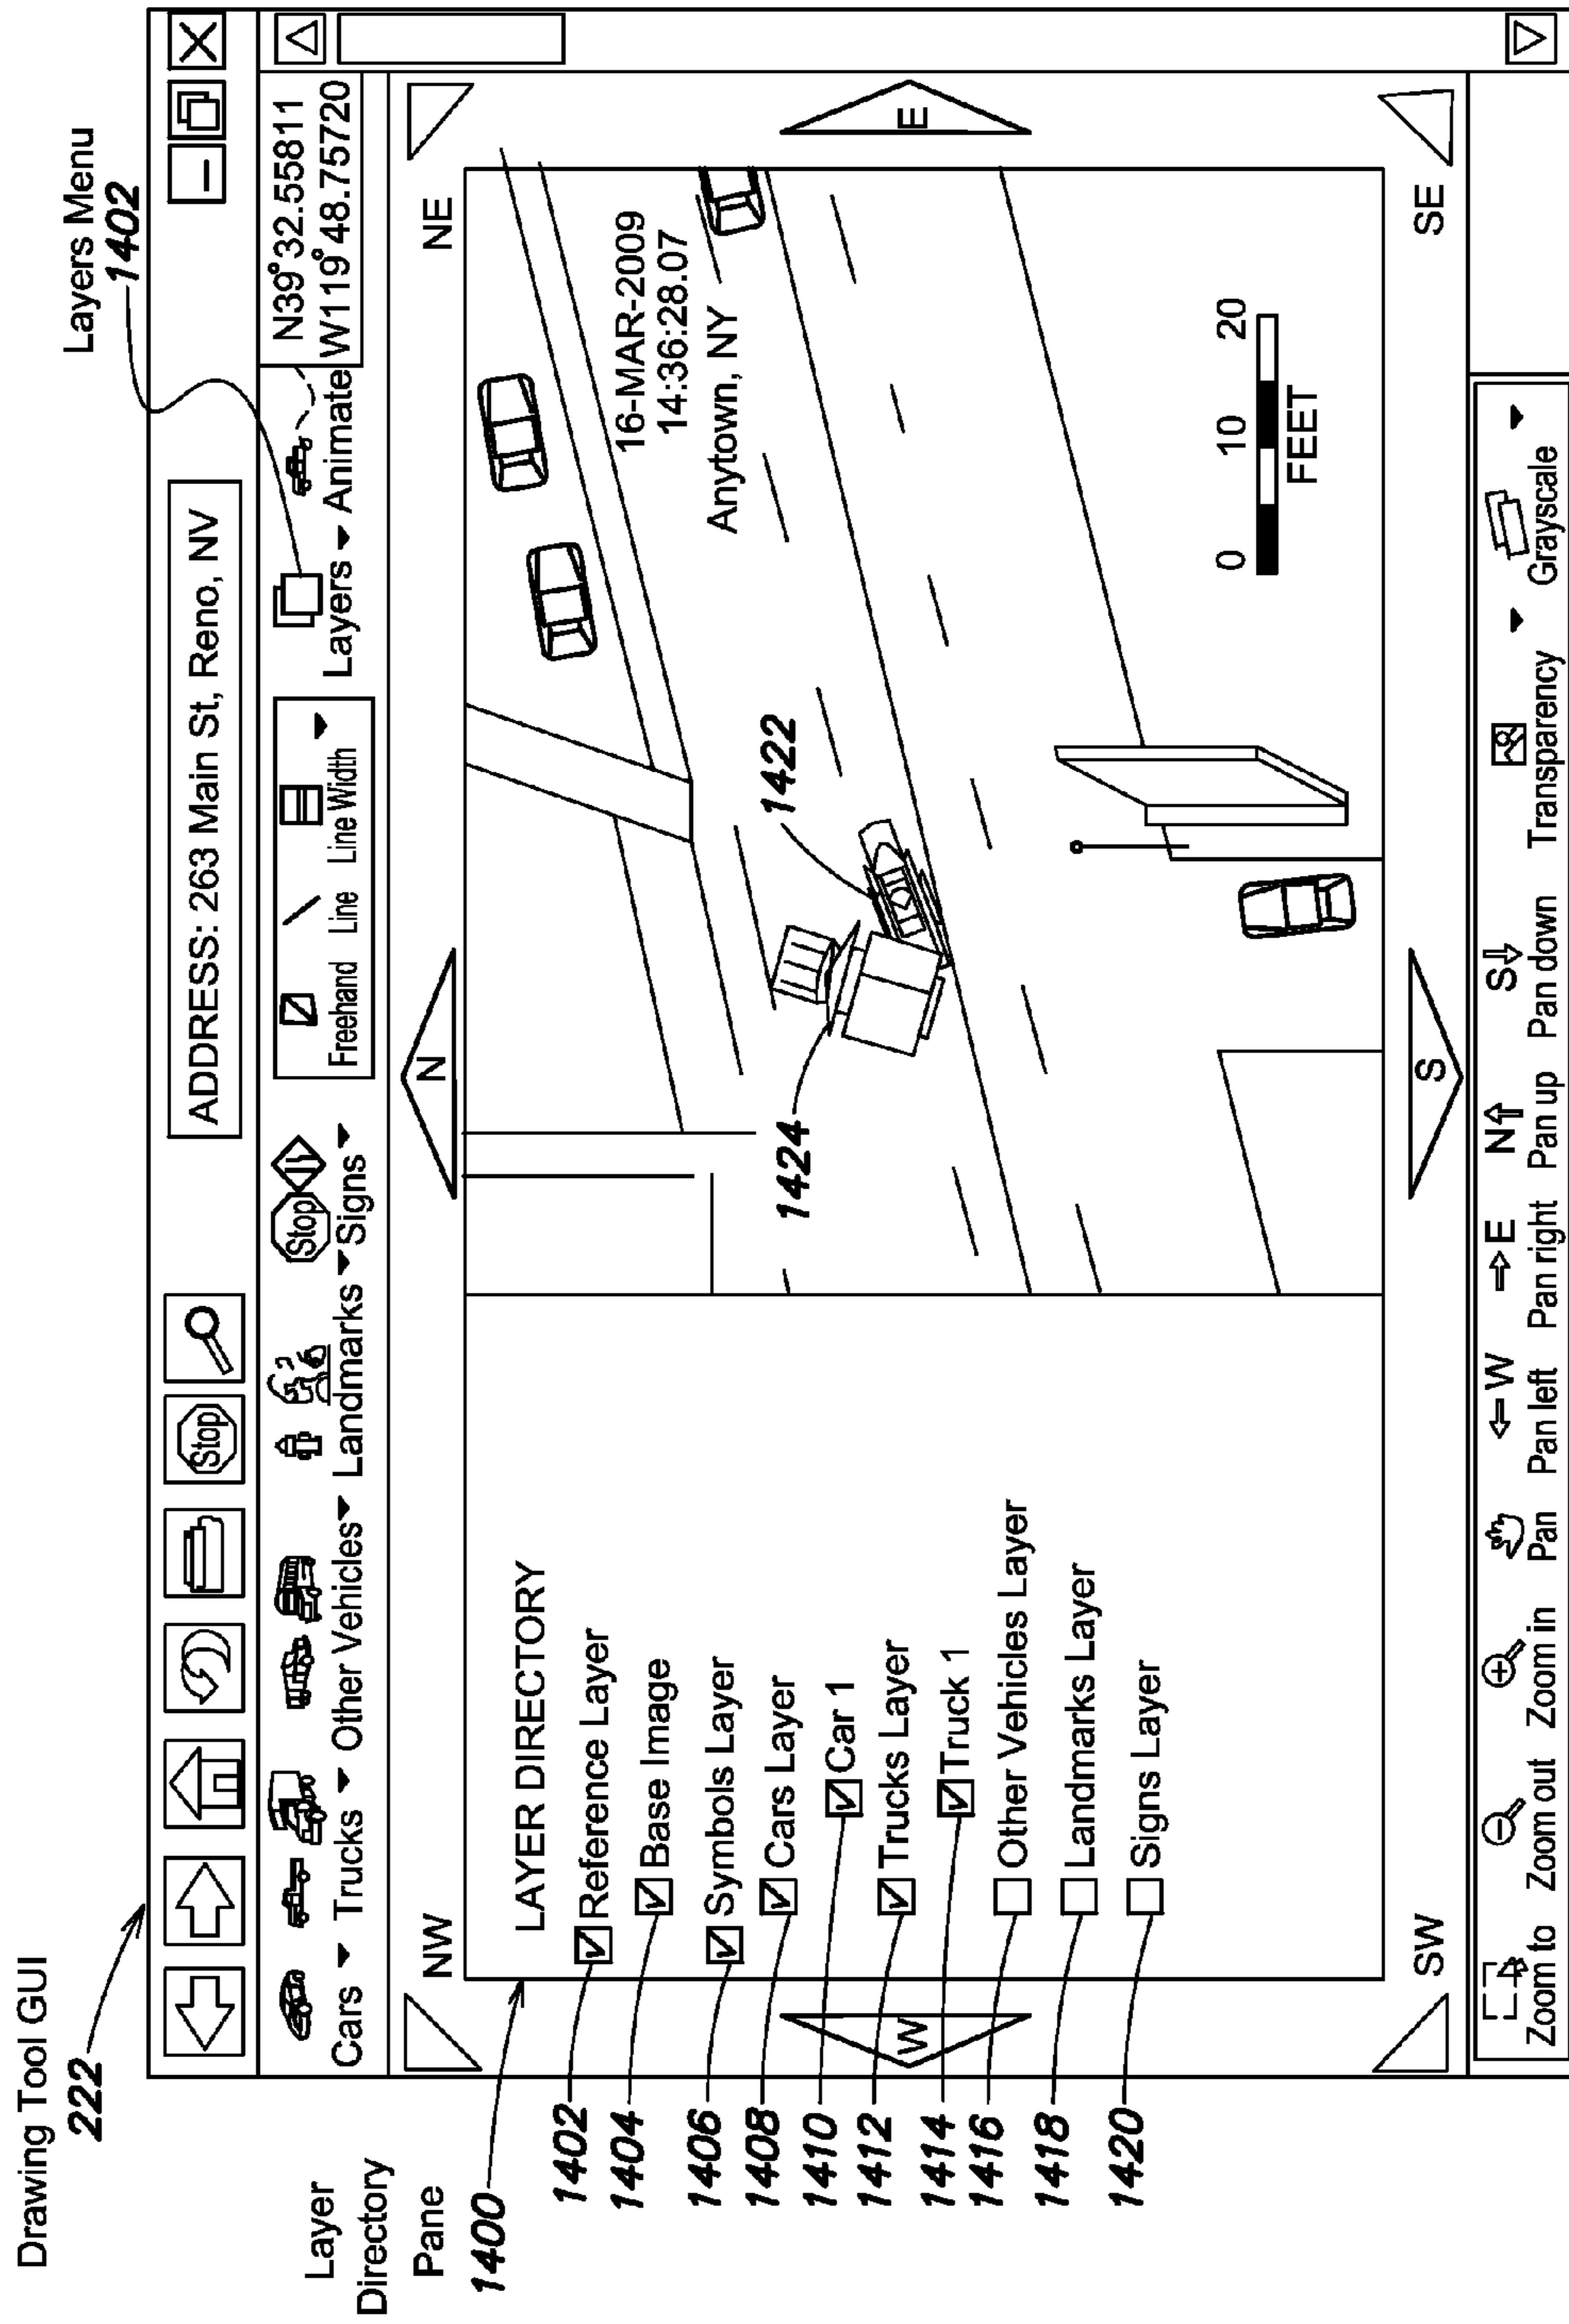 Drawing Tool GUI
222
Layers Menu
1402
Stop
ADDRESS: 263 Main St, Reno, NV
Cars
Trucks
Other Vehicles
Landmarks
Stop
Signs
Freehand
Line
Line Width
Layers
Animate
N39°32.55811
W119°48.75720
NW
N
NE
W
E
SW
S
SE
Layer
Directory
Pane
1400
LAYER DIRECTORY
1402
Reference Layer
1404
Base Image
1406
Symbols Layer
1408
Cars Layer
1410
Car 1
1412
Trucks Layer
1414
Truck 1
1416
Other Vehicles Layer
1418
Landmarks Layer
1420
Signs Layer
16-MAR-2009
14:36:28.07
Anytown, NY
1422
1424
0 10 20
FEET
Zoom to
Zoom out
Zoom in
Pan
W
Pan left
E
Pan right
N
Pan up
S
Pan down
Transparency
Grayscale